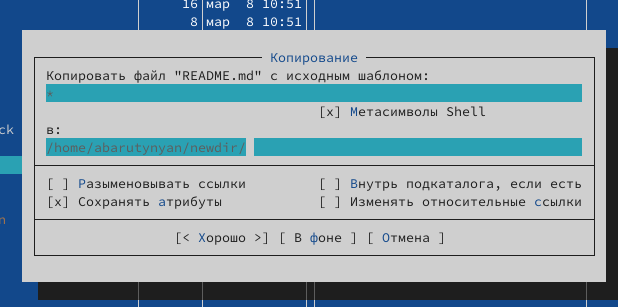 16 мар 8 10:51
8 мар 8 10:51
Копирование
Копировать файл "README.md" с исходным шаблоном:
*
[x] Метасимволы Shell
ck
в:
/home/abarutynyan/newdir/
[ ] Разыменовывать ссылки [ ] Внутрь подкаталога, если есть
[x] Сохранять атрибуты [ ] Изменять относительные ссылки
n
[< Хорошо >] [ В фоне ] [ Отмена ]